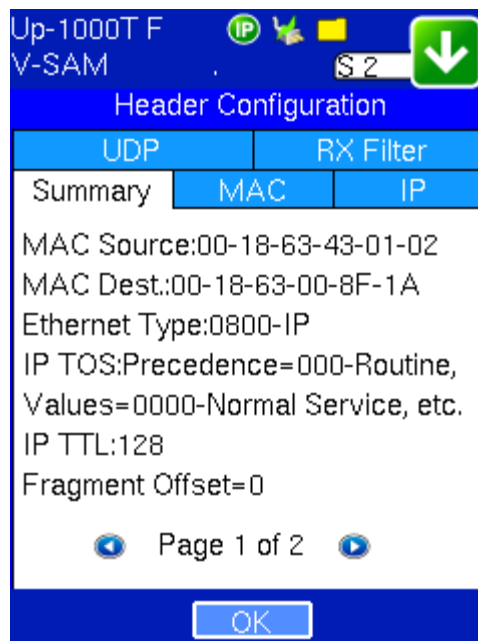 Up-1000T F IP
V-SAM . S 2
Header Configuration
UDP RX Filter
Summary MAC IP
MAC Source:00-18-63-43-01-02
MAC Dest.:00-18-63-00-8F-1A
Ethernet Type:0800-IP
IP TOS:Precedence=000-Routine,
Values=0000-Normal Service, etc.
IP TTL:128
Fragment Offset=0
Page 1 of 2
OK